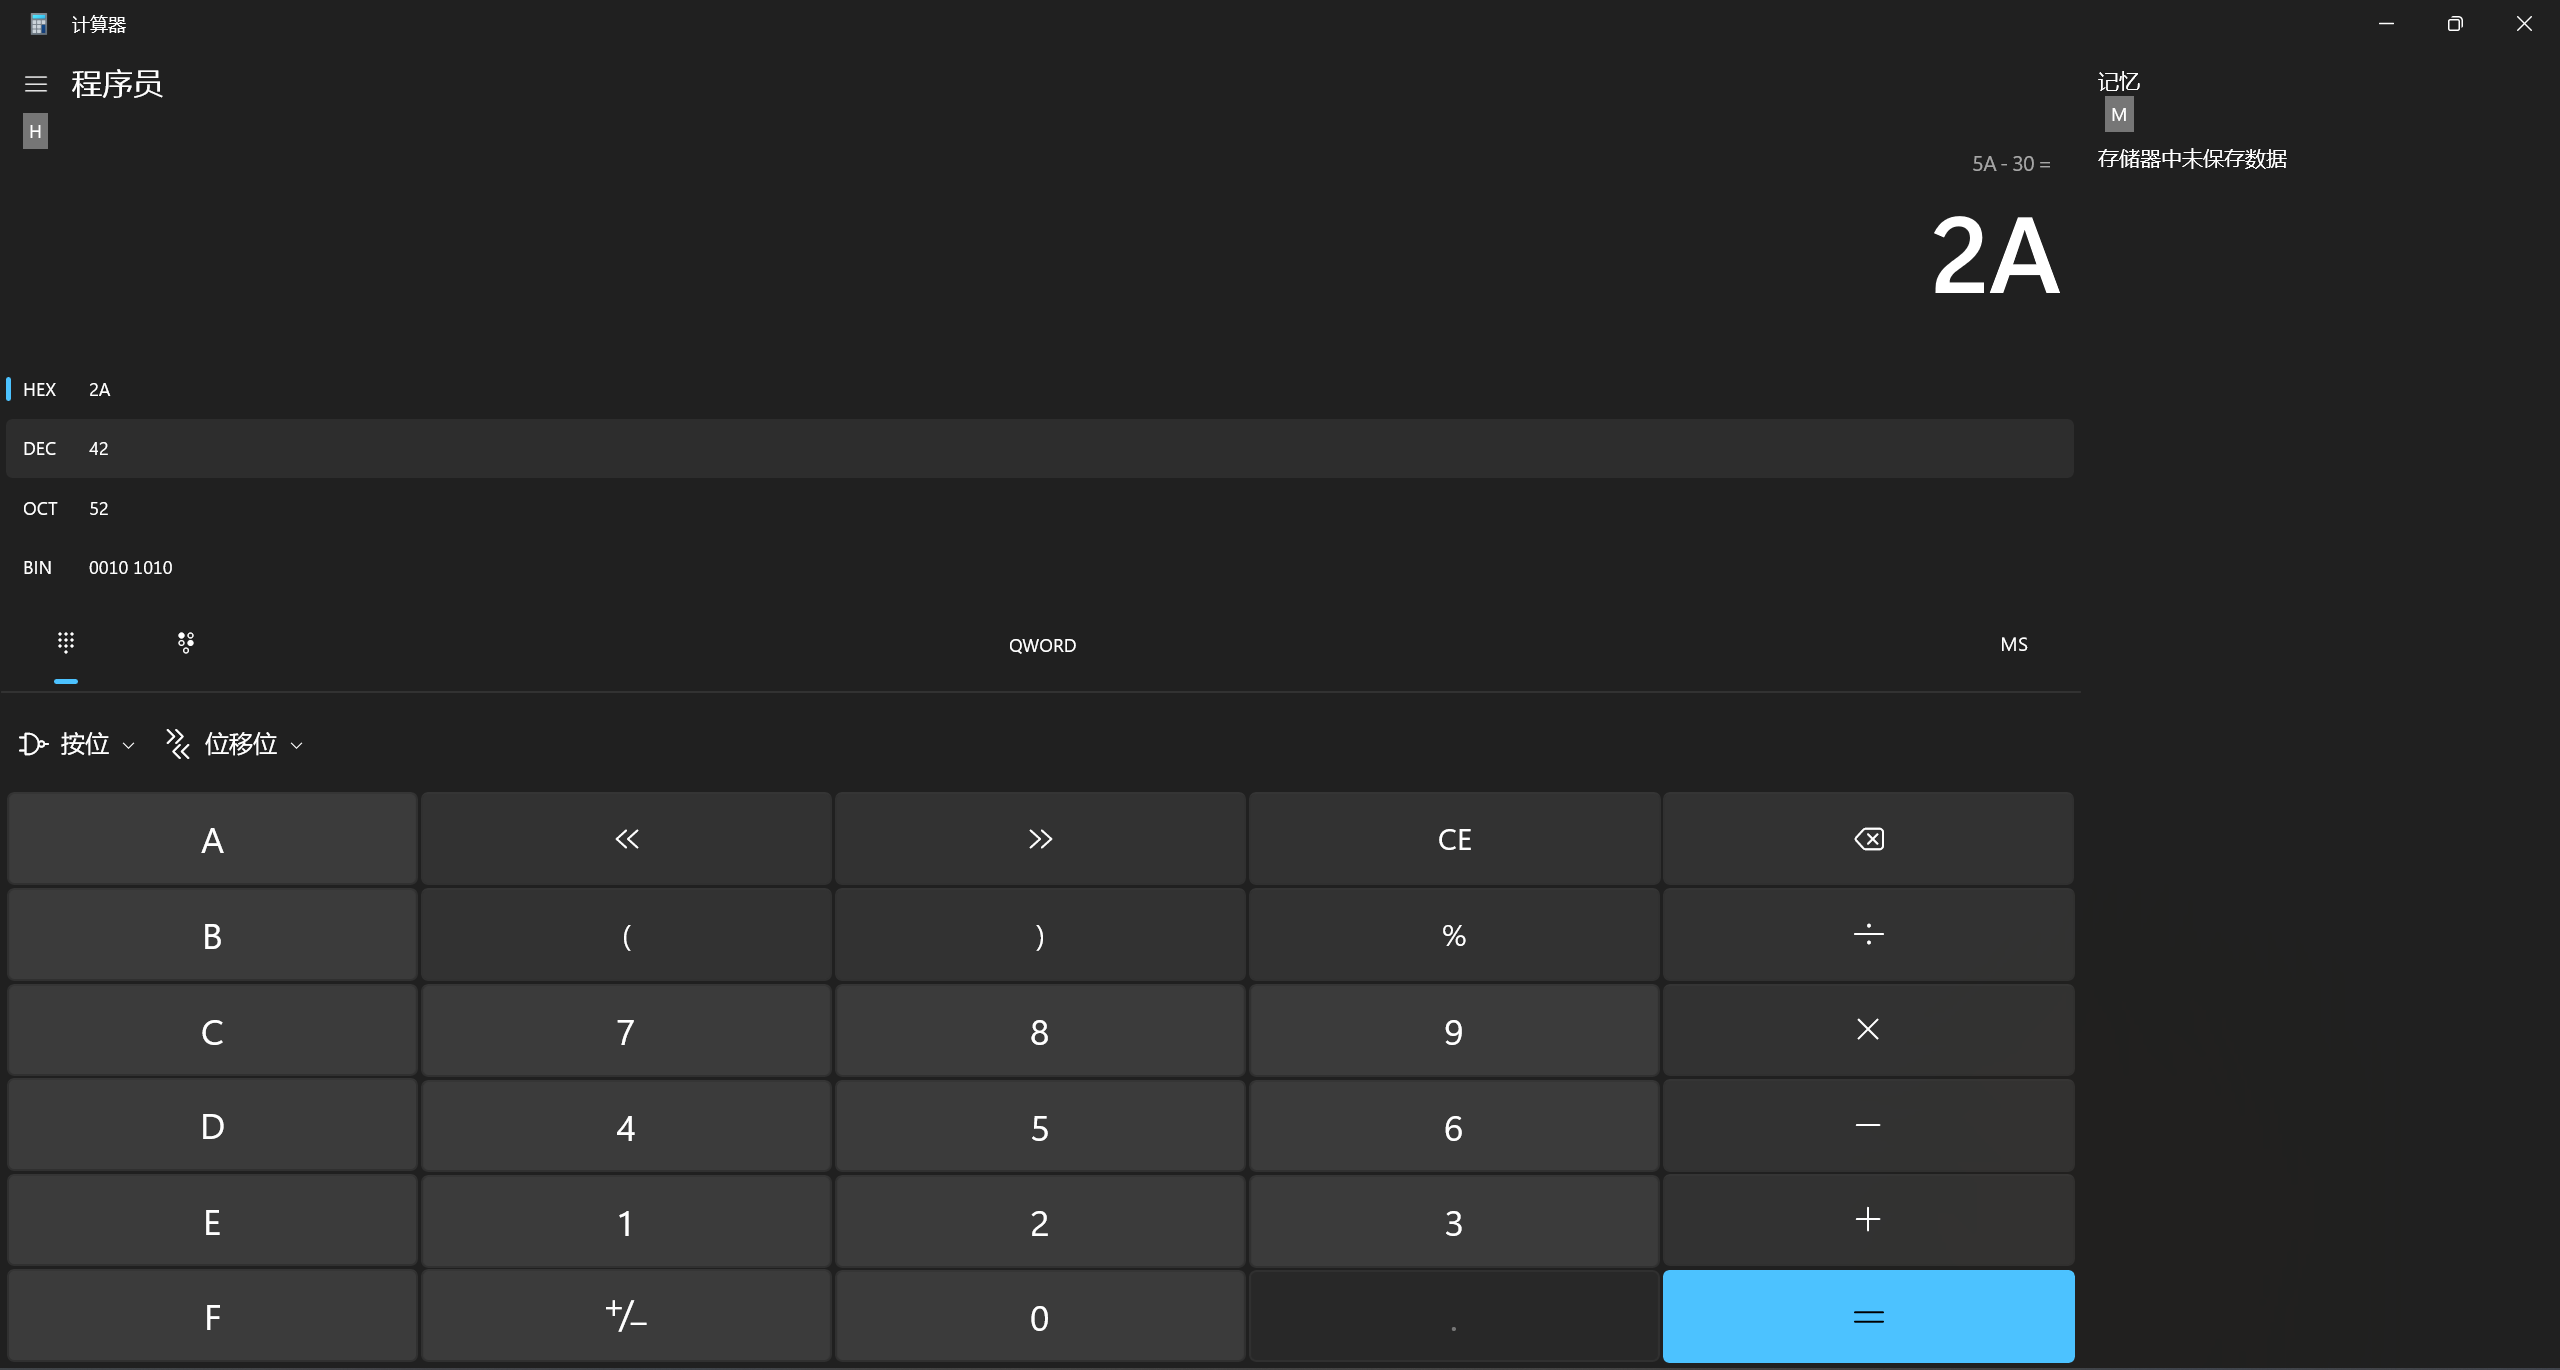 计算器
程序员
H
记忆
M
存储器中未保存数据
5A - 30 =
2A
HEX 2A
DEC 42
OCT 52
BIN 0010 1010
QWORD MS
按位 位移位
A « » CE
B ( ) % ÷
C 7 8 9 ×
D 4 5 6 −
E 1 2 3 +
F +/− 0 . =